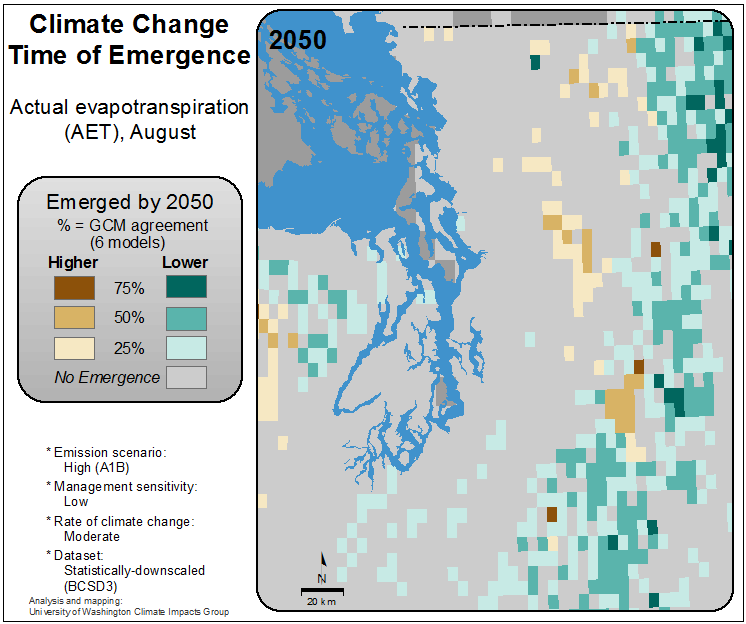 Climate Change
Time of Emergence
Actual evapotranspiration
(AET), August
Emerged by 2050
% = GCM agreement
(6 models)
Higher Lower
75%
50%
25%
No Emergence
* Emission scenario:
High (A1B)
* Management sensitivity:
Low
* Rate of climate change:
Moderate
* Dataset:
Statistically-downscaled
(BCSD3)
Analysis and mapping:
University of Washington Climate Impacts Group
2050
N
20 km